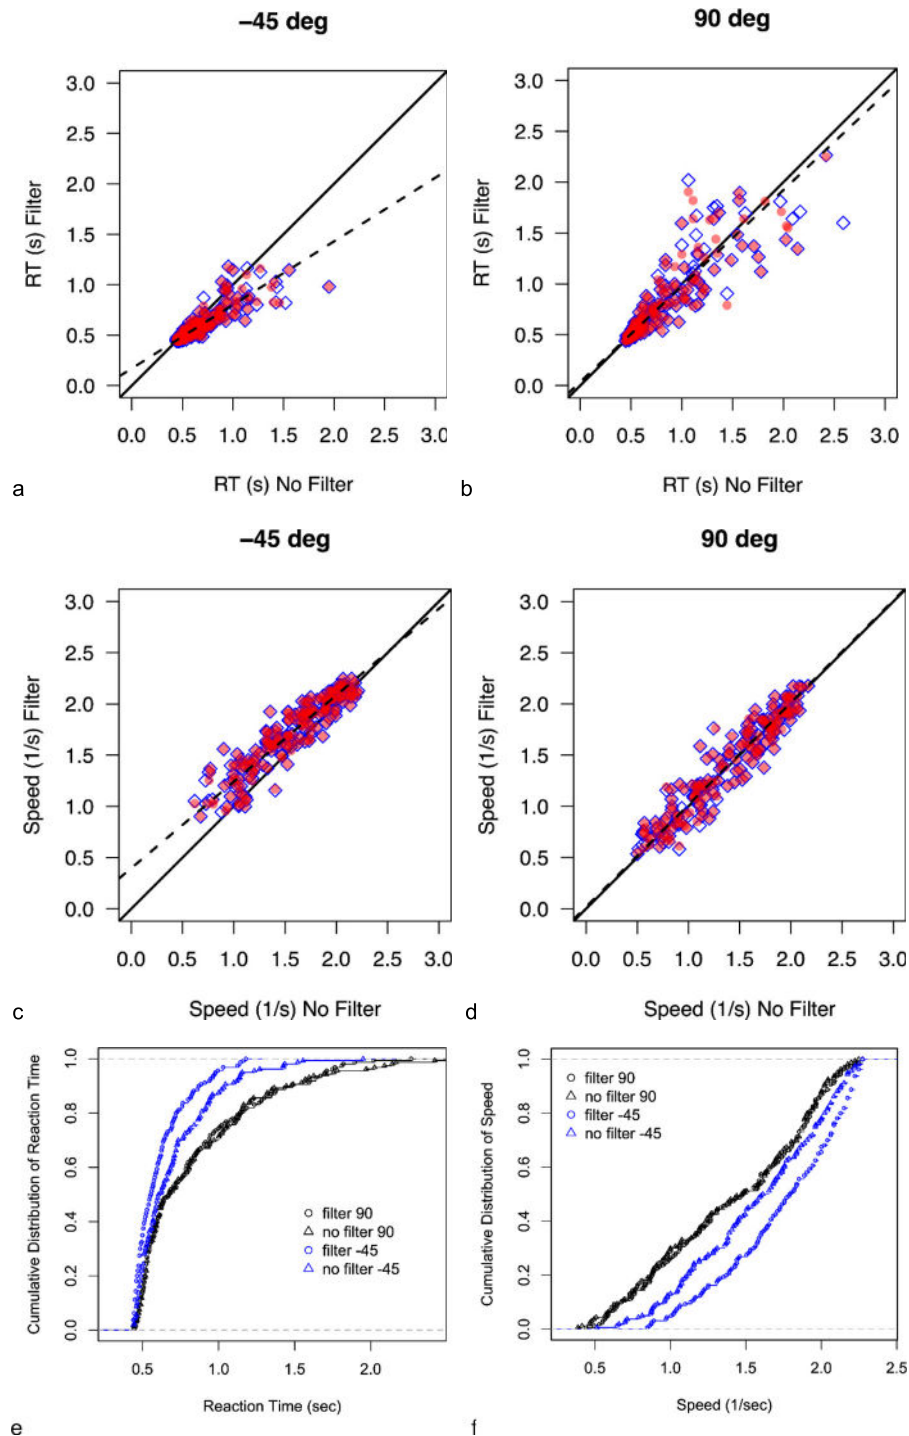 –45 deg
90 deg
RT (s) Filter
3.0
2.5
2.0
1.5
1.0
0.5
0.0
0.0 0.5 1.0 1.5 2.0 2.5 3.0
RT (s) No Filter
a
RT (s) Filter
3.0
2.5
2.0
1.5
1.0
0.5
0.0
0.0 0.5 1.0 1.5 2.0 2.5 3.0
RT (s) No Filter
b
–45 deg
90 deg
Speed (1/s) Filter
3.0
2.5
2.0
1.5
1.0
0.5
0.0
0.0 0.5 1.0 1.5 2.0 2.5 3.0
Speed (1/s) No Filter
c
Speed (1/s) Filter
3.0
2.5
2.0
1.5
1.0
0.5
0.0
0.0 0.5 1.0 1.5 2.0 2.5 3.0
Speed (1/s) No Filter
d
Cumulative Distribution of Reaction Time
1.0
0.8
0.6
0.4
0.2
0.0
filter 90
no filter 90
filter -45
no filter -45
0.5 1.0 1.5 2.0
Reaction Time (sec)
e
Cumulative Distribution of Speed
1.0
0.8
0.6
0.4
0.2
0.0
filter 90
no filter 90
filter -45
no filter -45
0.5 1.0 1.5 2.0 2.5
Speed (1/sec)
f